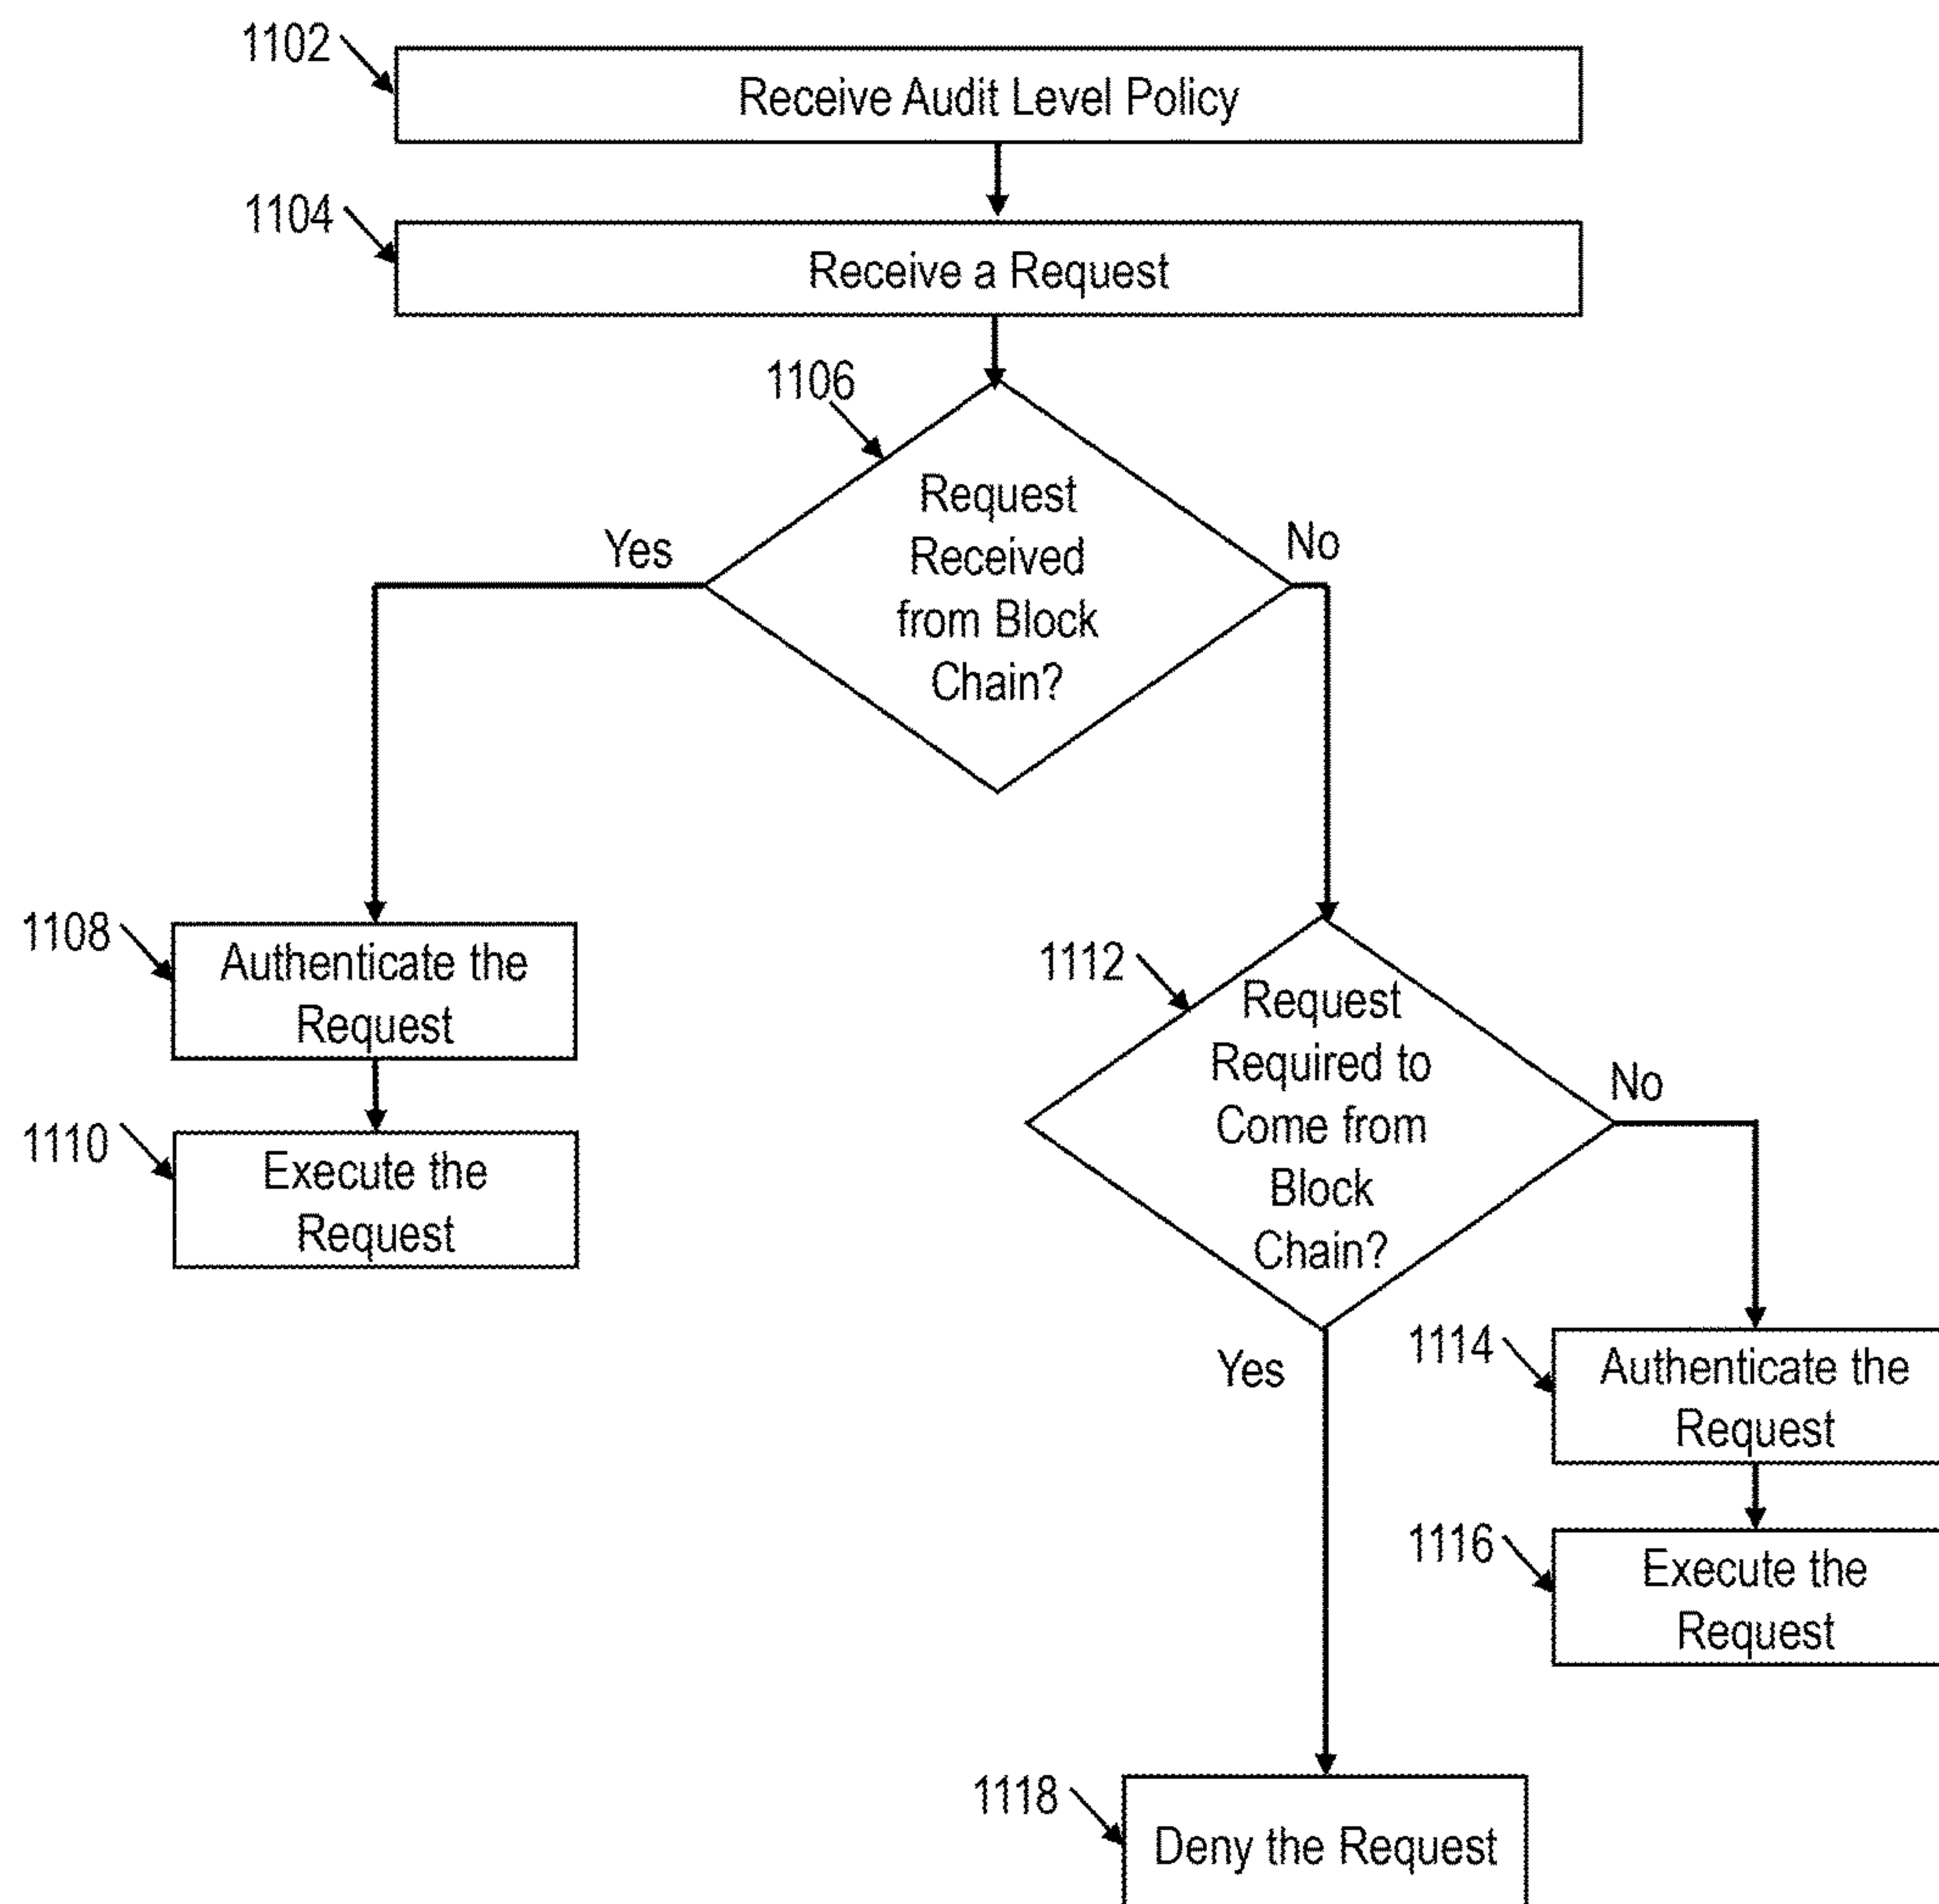 1102
Receive Audit Level Policy
1104
Receive a Request
1106
Request
Received
from Block
Chain?
Yes
No
1108
Authenticate the
Request
1110
Execute the
Request
1112
Request
Required to
Come from
Block
Chain?
No
Yes
1114
Authenticate the
Request
1116
Execute the
Request
1118
Deny the Request